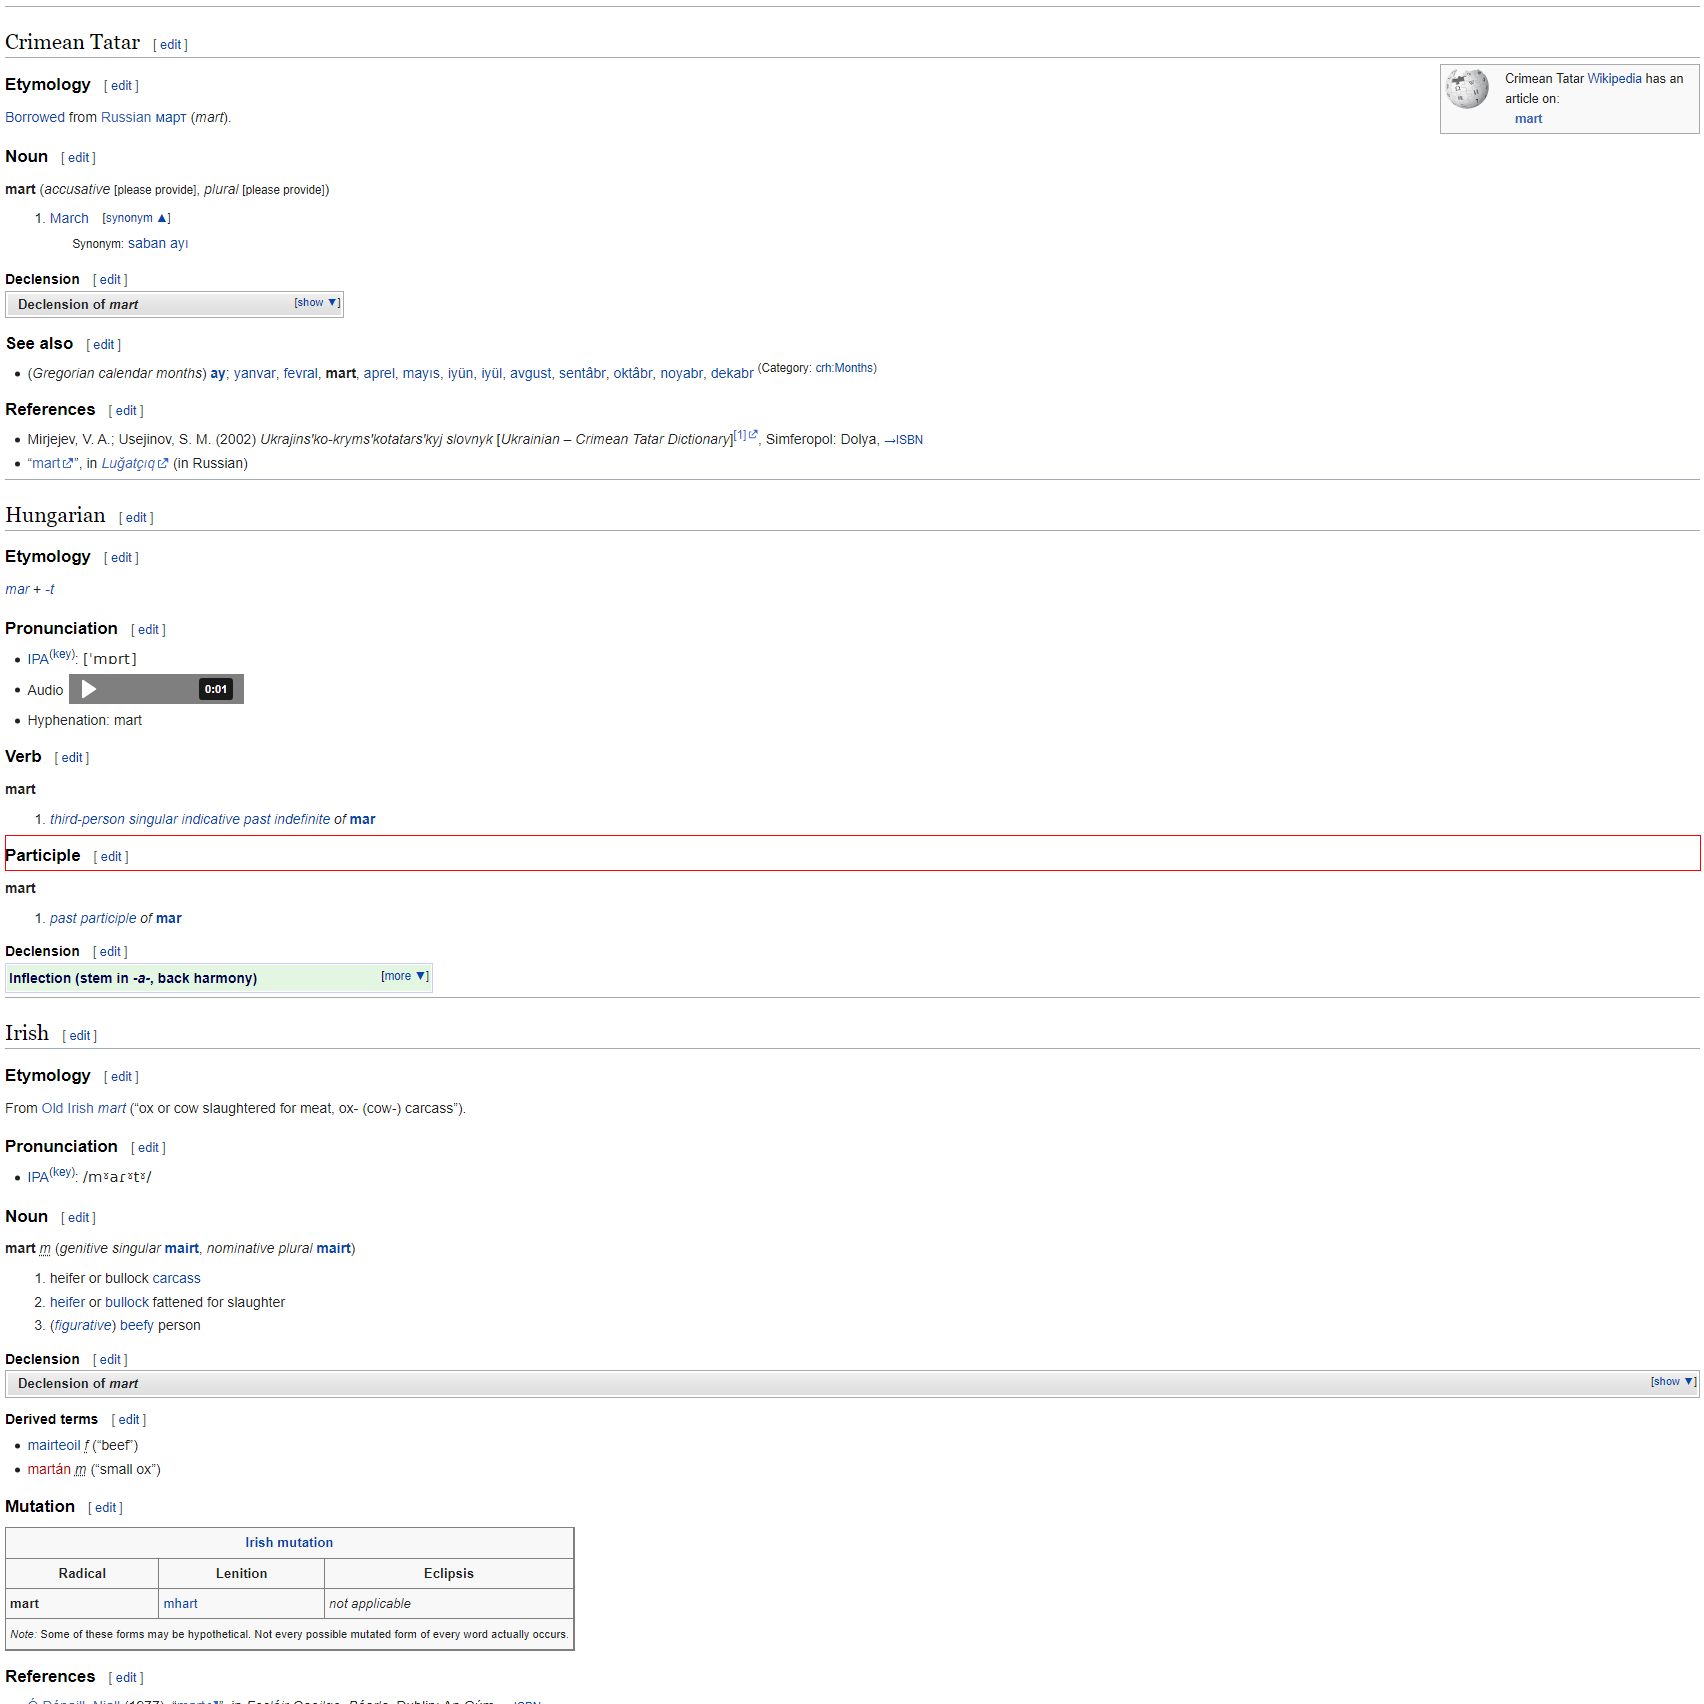 Crimean Tatar [ edit ]
Etymology [ edit ]
Crimean Tatar Wikipedia has an
article on:
mart
Borrowed from Russian март (mart).
Noun [ edit ]
mart (accusative [please provide], plural [please provide])
1. March [synonym ▲]
Synonym: saban ayı
Declension [ edit ]
Declension of mart [show ▼]
See also [ edit ]
• (Gregorian calendar months) ay; yanvar, fevral, mart, aprel, mayıs, iyün, iyül, avgust, sentâbr, oktâbr, noyabr, dekabr (Category: crh:Months)
References [ edit ]
• Mirjejev, V. A.; Usejinov, S. M. (2002) Ukrajinsʹko-krymsʹkotatarsʹkyj slovnyk [Ukrainian – Crimean Tatar Dictionary][1], Simferopol: Dolya, →ISBN
• “mart”, in Luğatçıq (in Russian)
Hungarian [ edit ]
Etymology [ edit ]
mar + -t
Pronunciation [ edit ]
• IPA(key): [ˈmɒrt]
• Audio 0:01
• Hyphenation: mart
Verb [ edit ]
mart
1. third-person singular indicative past indefinite of mar
Participle [ edit ]
mart
1. past participle of mar
Declension [ edit ]
Inflection (stem in -a-, back harmony) [more ▼]
Irish [ edit ]
Etymology [ edit ]
From Old Irish mart (“ox or cow slaughtered for meat, ox- (cow-) carcass”).
Pronunciation [ edit ]
• IPA(key): /mˠaɾˠtˠ/
Noun [ edit ]
mart m (genitive singular mairt, nominative plural mairt)
1. heifer or bullock carcass
2. heifer or bullock fattened for slaughter
3. (figurative) beefy person
Declension [ edit ]
Declension of mart [show ▼]
Derived terms [ edit ]
• mairteoil f (“beef”)
• martán m (“small ox”)
Mutation [ edit ]
Irish mutation
Radical Lenition Eclipsis
mart mhart not applicable
Note: Some of these forms may be hypothetical. Not every possible mutated form of every word actually occurs.
References [ edit ]